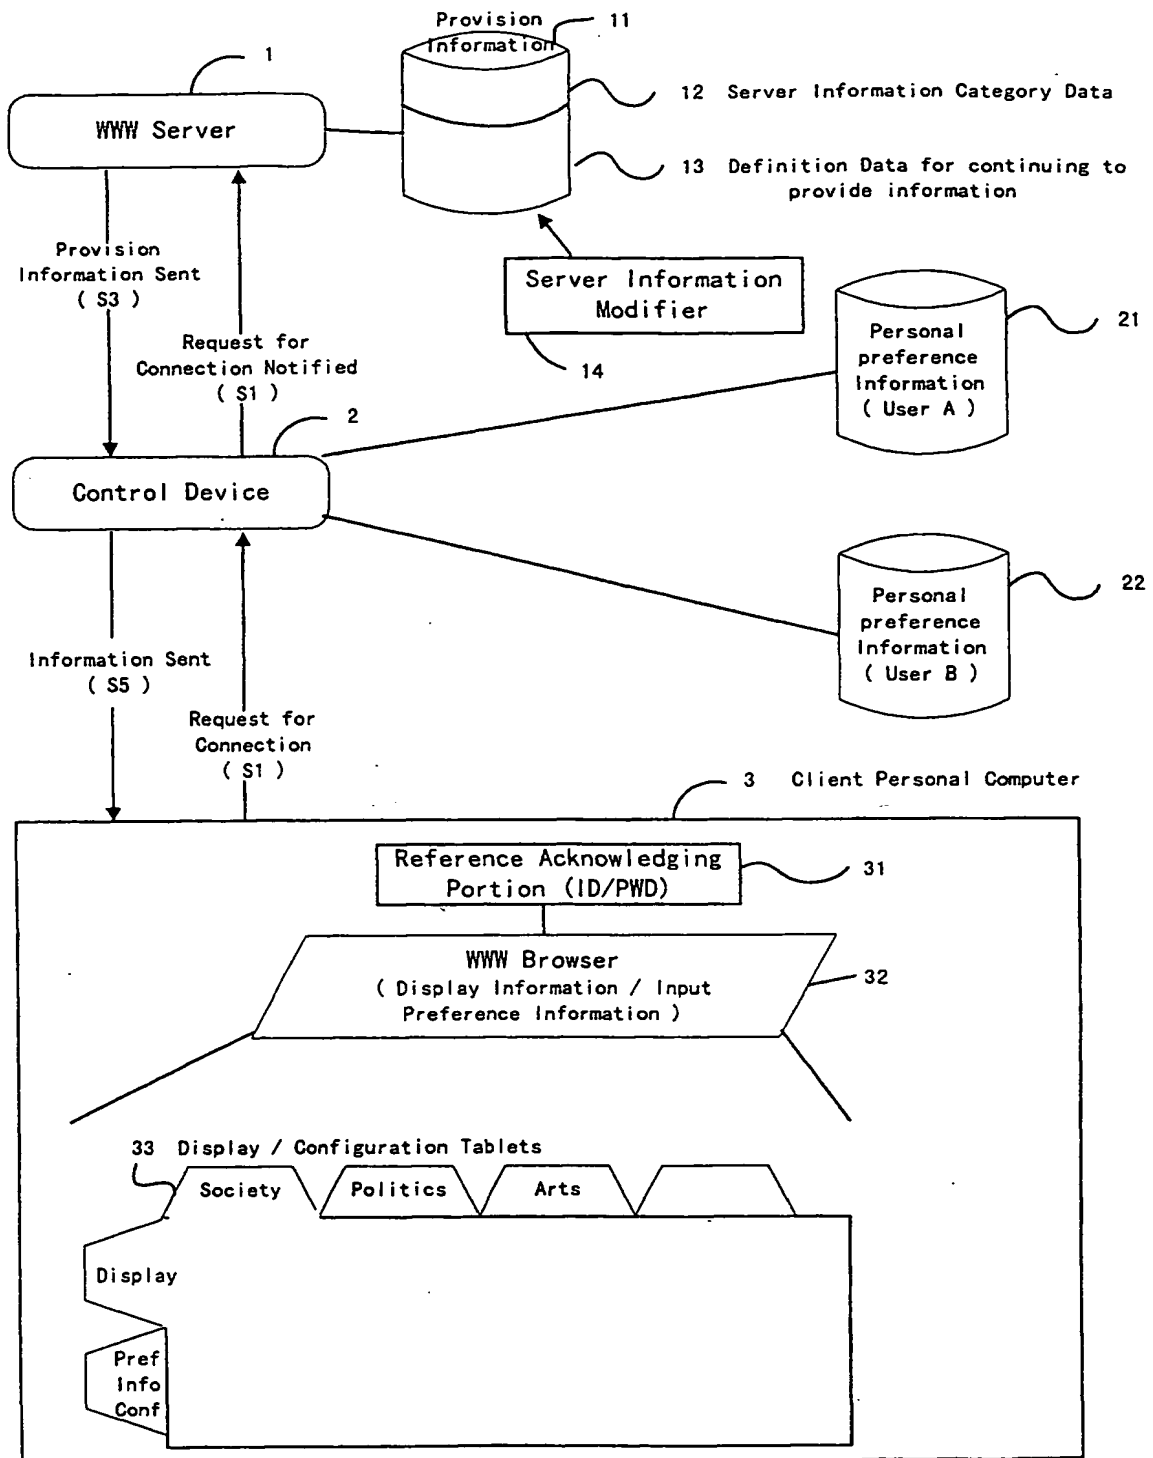 Provision
Information
11
1
12 Server Information Category Data
WWW Server
13 Definition Data for continuing to
provide information
Provision
Information Sent
( S3 )
Server Information
Modifier
14
Request for
Connection Notified
( S1 )
21
Personal
preference
Information
( User A )
2
Control Device
22
Personal
preference
Information
( User B )
Information Sent
( S5 )
Request for
Connection
( S1 )
3 Client Personal Computer
Reference Acknowledging
Portion (ID/PWD)
31
WWW Browser
( Display Information / Input
Preference Information )
32
33 Display / Configuration Tablets
Society
Politics
Arts
Display
Pref
Info
Conf